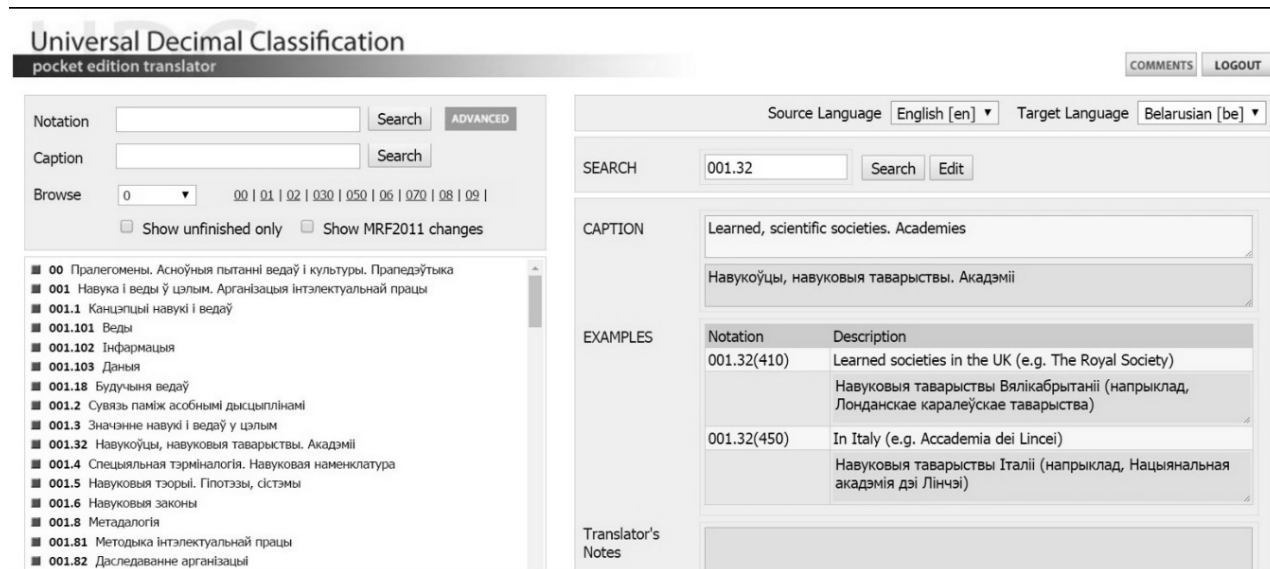 Universal Decimal Classification
pocket edition translator
COMMENTS LOGOUT
Notation Search ADVANCED
Caption Search
Browse 0 00 | 01 | 02 | 030 | 050 | 06 | 070 | 08 | 09 |
Show unfinished only Show MRF2011 changes
00 Пралегомены. Асноўныя пытанні ведаў і культуры. Прапедэўтыка
001 Навука і веды ў цэлым. Арганізацыя інтэлектуальнай працы
001.1 Канцэпцыі навукі і ведаў
001.101 Веды
001.102 Інфармацыя
001.103 Даныя
001.18 Будучыня ведаў
001.2 Сувязь паміж асобнымі дысцыплінамі
001.3 Значэнне навукі і ведаў у цэлым
001.32 Навукоўцы, навуковыя таварыствы. Акадэміі
001.4 Спецыяльная тэрміналогія. Навуковая наменклатура
001.5 Навуковыя тэорыі. Гіпотэзы, сістэмы
001.6 Навуковыя законы
001.8 Метадалогія
001.81 Методыка інтэлектуальнай працы
001.82 Даследаванне арганізацыі
Source Language English [en] Target Language Belarusian [be]
SEARCH 001.32 Search Edit
CAPTION Learned, scientific societies. Academies
Навукоўцы, навуковыя таварыствы. Акадэміі
EXAMPLES Notation Description
001.32(410) Learned societies in the UK (e.g. The Royal Society)
Навуковыя таварыствы Вялікабрытаніі (напрыклад,
Лонданскае каралеўскае таварыства)
001.32(450) In Italy (e.g. Accademia dei Lincei)
Навуковыя таварыствы Італіі (напрыклад, Нацыянальная
акадэмія дэі Лінчэі)
Translator's
Notes